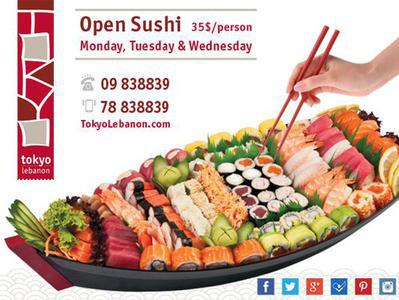 Open Sushi 35$/person
Monday, Tuesday & Wednesday
09 838839
78 838839
TokyoLebanon.com
tokyo
lebanon